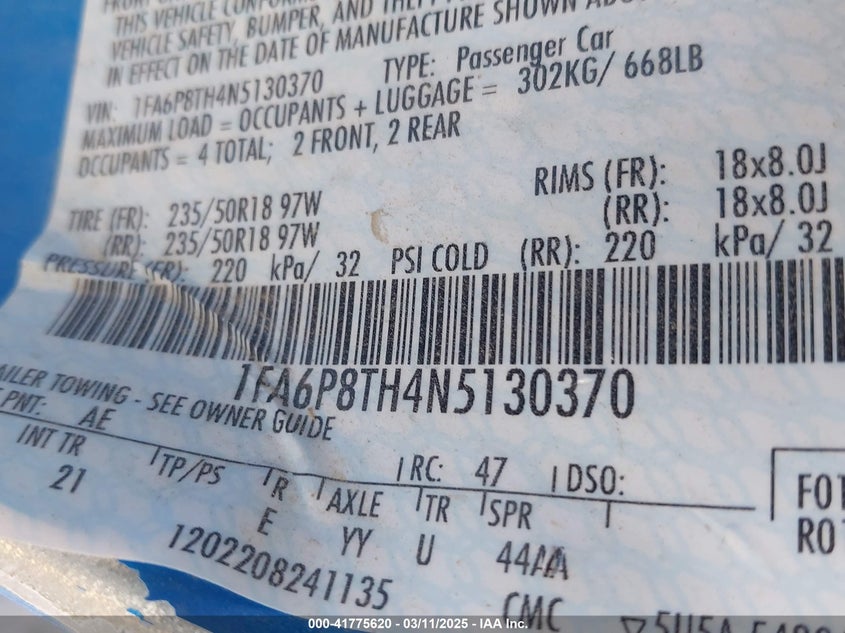 THIS VEHICLE CONFORMS
VEHICLE SAFETY, BUMPER, AND THEFT
IN EFFECT ON THE DATE OF MANUFACTURE SHOWN
VIN: 1FA6P8TH4N5130370 TYPE: Passenger Car
MAXIMUM LOAD = OCCUPANTS + LUGGAGE = 302KG/ 668LB
OCCUPANTS = 4 TOTAL; 2 FRONT, 2 REAR
TIRE (FR): 235/50R18 97W RIMS (FR): 18x8.0J
(RR): 235/50R18 97W (RR): 18x8.0J
PRESSURE (FR): 220 kPa/ 32 PSI COLD (RR): 220 kPa/ 32
1FA6P8TH4N5130370
TRAILER TOWING - SEE OWNER GUIDE
PNT: AE RC: 47 DSO:
INT TR TP/PS R AXLE TR SPR
21 E YY U 44AA
1202208241135
CMC
FO
RO
000-41775620 - 03/11/2025 - IAA Inc.